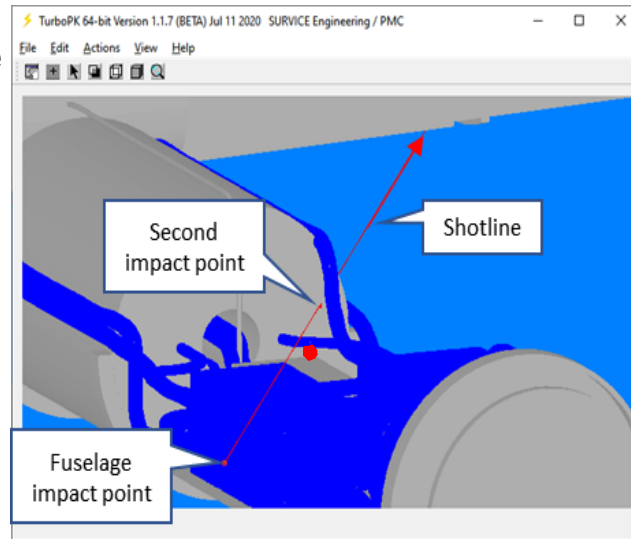 TurboPK 64-bit Version 1.1.7 (BETA) Jul 11 2020 SURVICE Engineering / PMC
File Edit Actions View Help
Second
impact point
Shotline
Fuselage
impact point